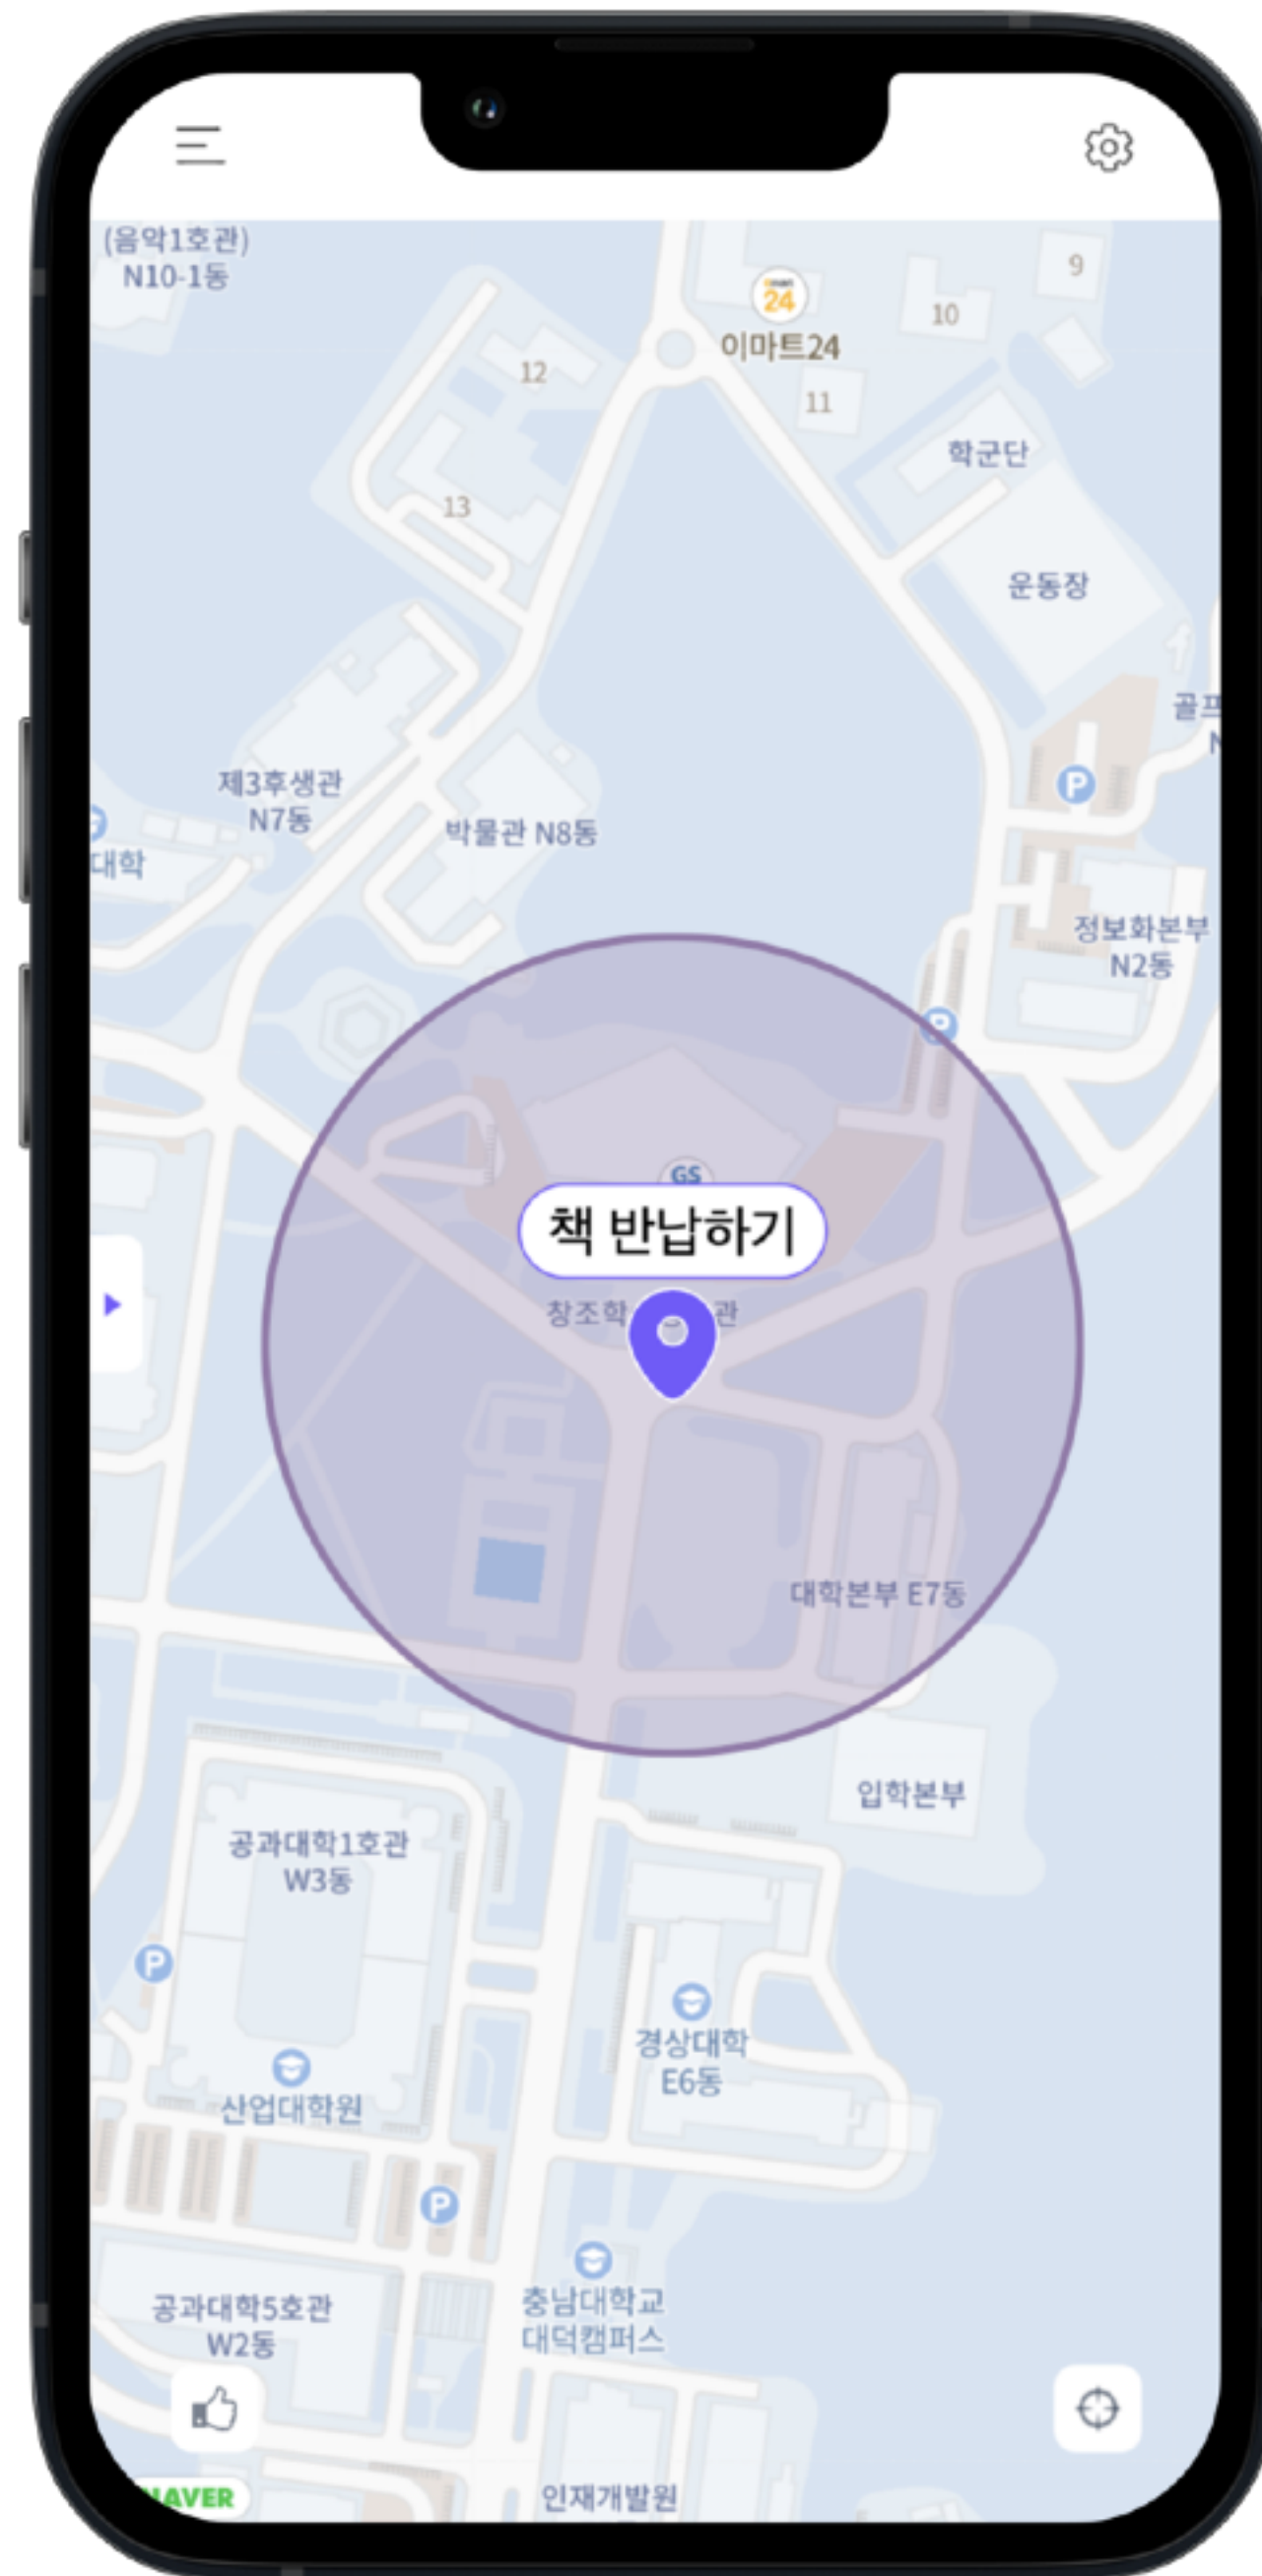 (음악1호관)
N10-1동
9
24
10
이마트24
12
11
학군단
13
운동장
골프
N
제3후생관
N7동
P
박물관 N8동
대학
정보화본부
N2동
P
GS
책 반납하기
창조학
관
대학본부 E7동
입학본부
공과대학1호관
W3동
P
경상대학
E6동
산업대학원
P
충남대학교
대덕캠퍼스
공과대학5호관
W2동
NAVER
인재개발원